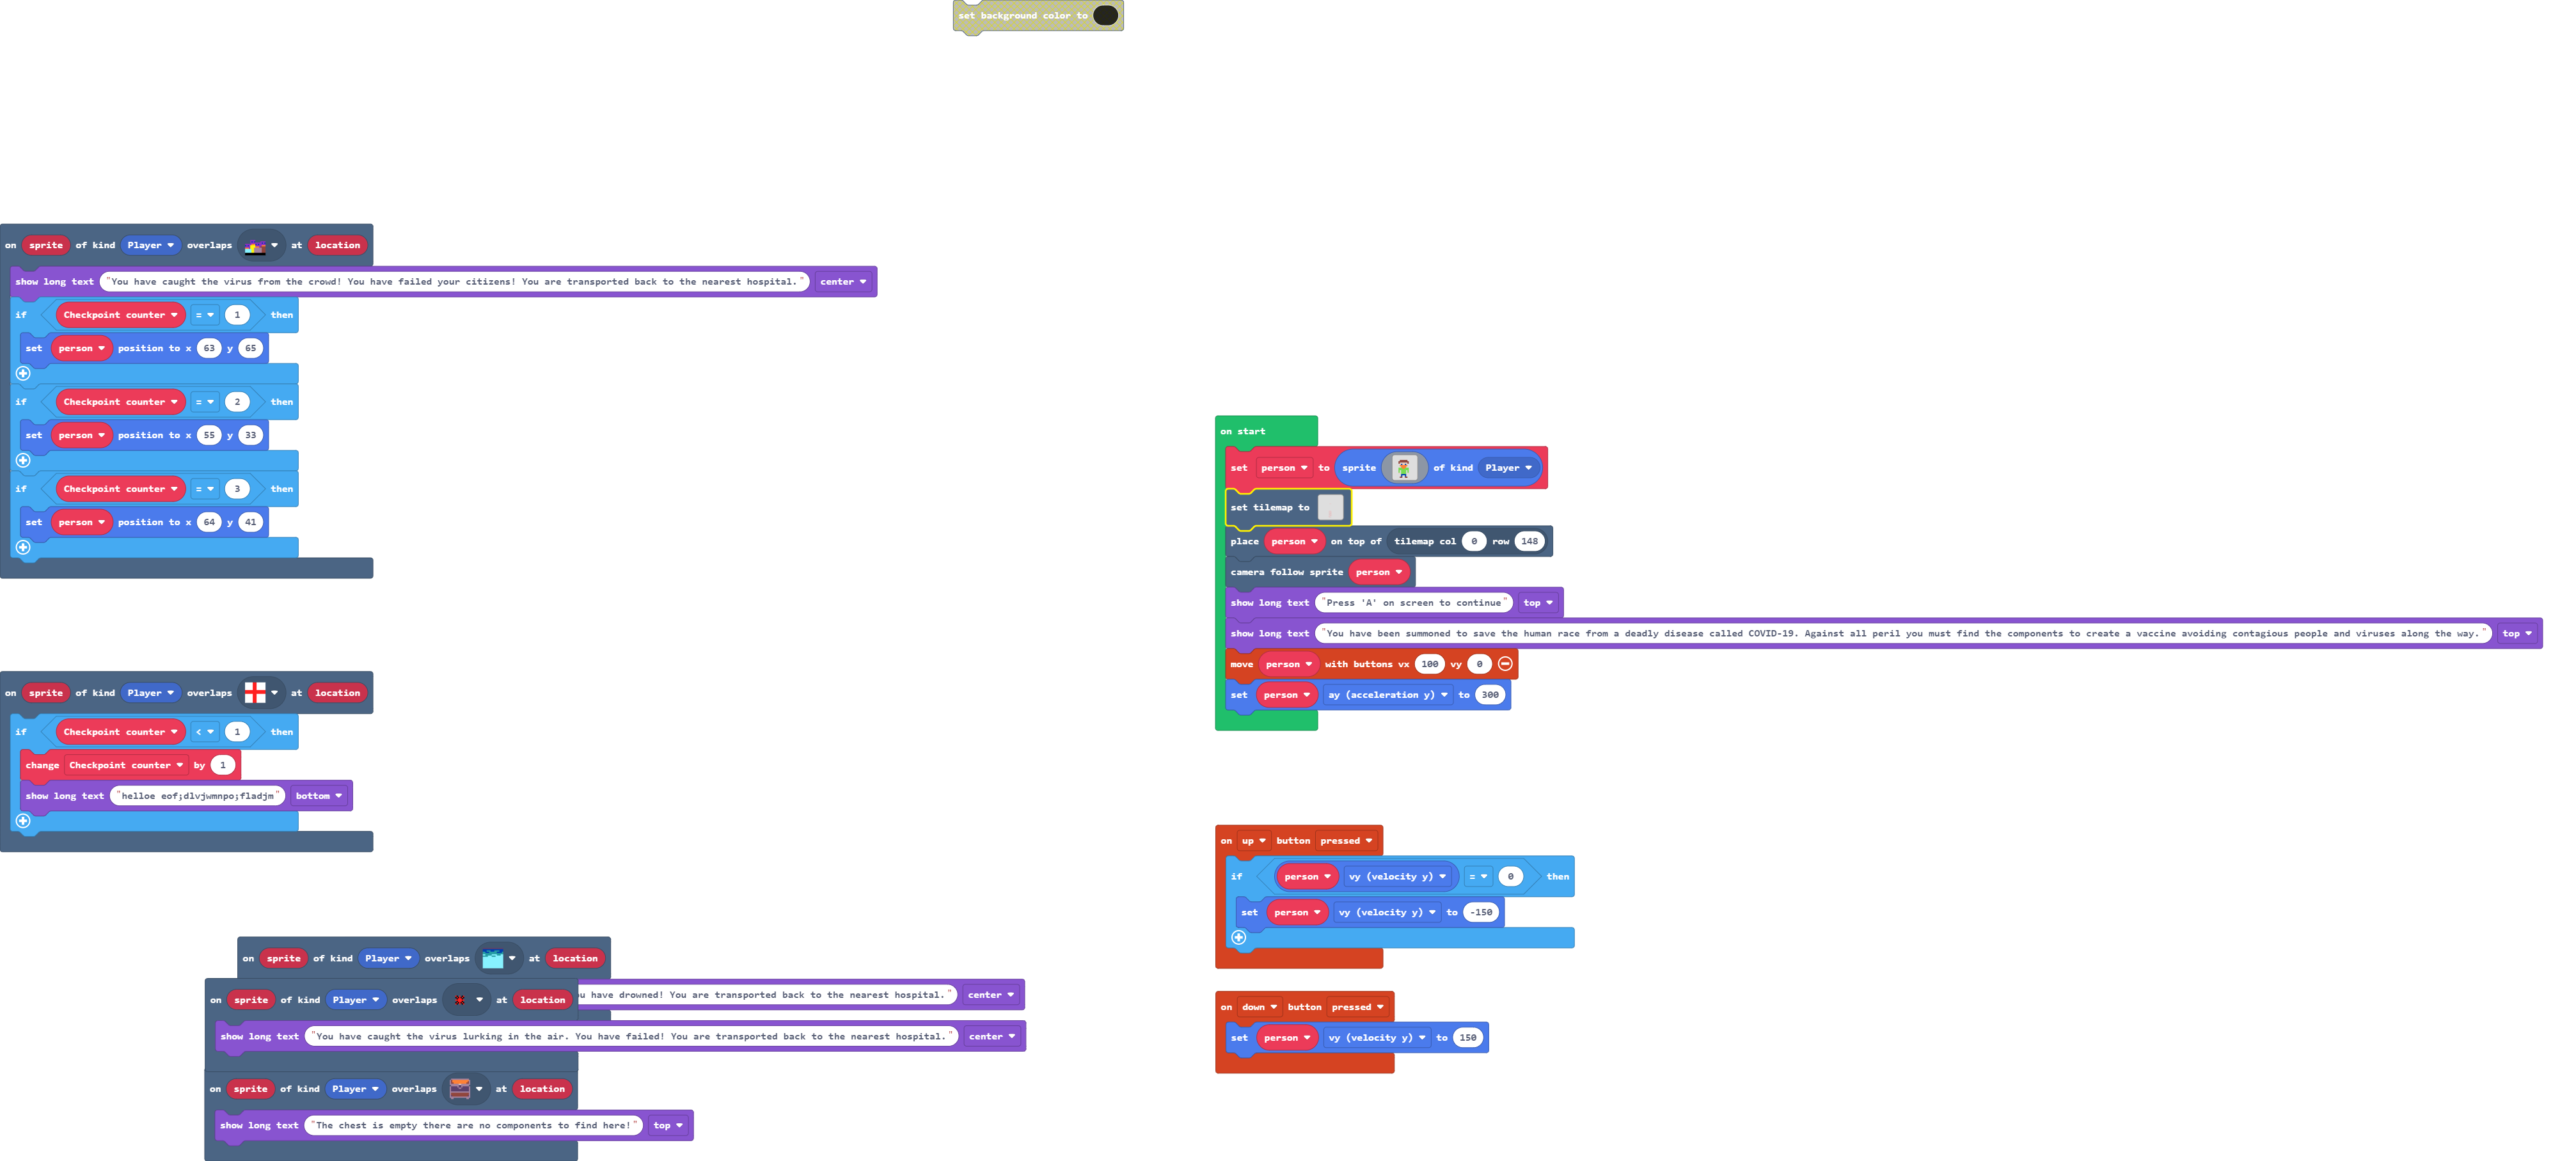 set background color to
on sprite of kind Player overlaps at location
show long text "You have caught the virus from the crowd! You have failed your citizens! You are transported back to the nearest hospital." center
if Checkpoint counter = 1 then
set person position to x 63 y 65
if Checkpoint counter = 2 then
set person position to x 55 y 33
if Checkpoint counter = 3 then
set person position to x 64 y 41
on sprite of kind Player overlaps at location
if Checkpoint counter < 1 then
change Checkpoint counter by 1
show long text "helloe eof;dlvjwmnpo;fladjm" bottom
on sprite of kind Player overlaps at location
have drowned! You are transported back to the nearest hospital." center
on sprite of kind Player overlaps at location
show long text "You have caught the virus lurking in the air. You have failed! You are transported back to the nearest hospital." center
on sprite of kind Player overlaps at location
show long text "The chest is empty there are no components to find here!" top
on start
set person to sprite of kind Player
set tilemap to
place person on top of tilemap col 0 row 148
camera follow sprite person
show long text "Press 'A' on screen to continue" top
show long text "You have been summoned to save the human race from a deadly disease called COVID-19. Against all peril you must find the components to create a vaccine avoiding contagious people and viruses along the way." top
move person with buttons vx 100 vy 0
set person ay (acceleration y) to 300
on up button pressed
if person vy (velocity y) = 0 then
set person vy (velocity y) to -150
on down button pressed
set person vy (velocity y) to 150